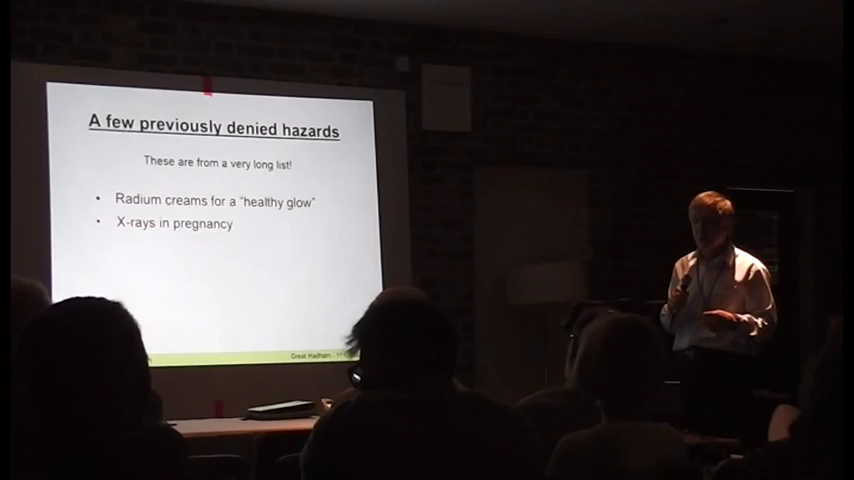 A few previously denied hazards
These are from a very long list!
• Radium creams for a “healthy glow”
• X-rays in pregnancy
Great Hadham - 1st